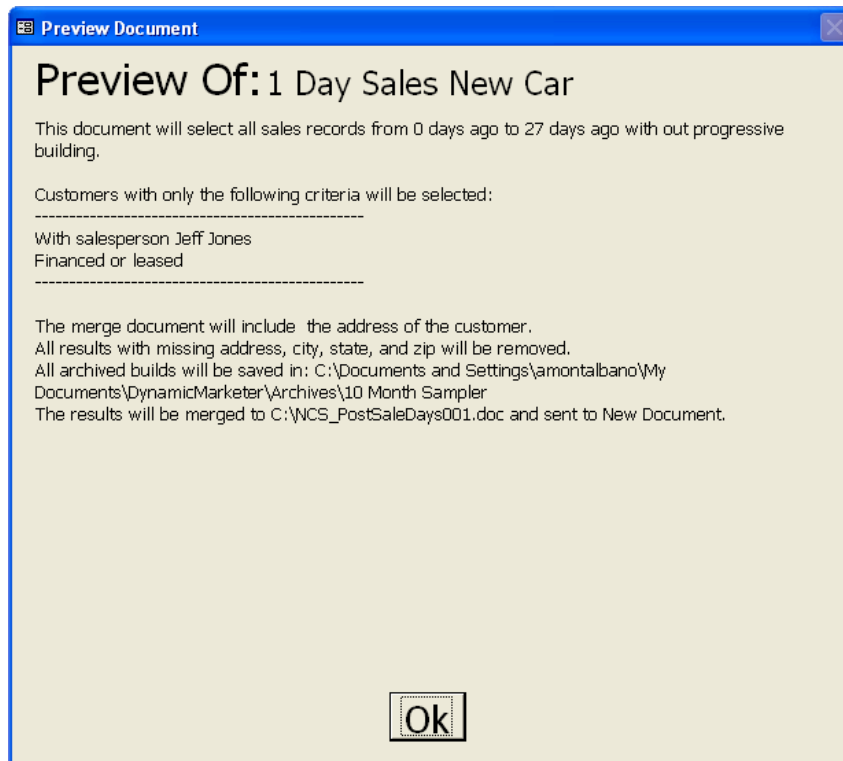 Preview Document
Preview Of: 1 Day Sales New Car
This document will select all sales records from 0 days ago to 27 days ago with out progressive
building.
Customers with only the following criteria will be selected:
-----------------------------------------------
With salesperson Jeff Jones
Financed or leased
-----------------------------------------------
The merge document will include  the address of the customer.
All results with missing address, city, state, and zip will be removed.
All archived builds will be saved in: C:\Documents and Settings\amontalbano\My
Documents\DynamicMarketer\Archives\10 Month Sampler
The results will be merged to C:\NCS_PostSaleDays001.doc and sent to New Document.
Ok